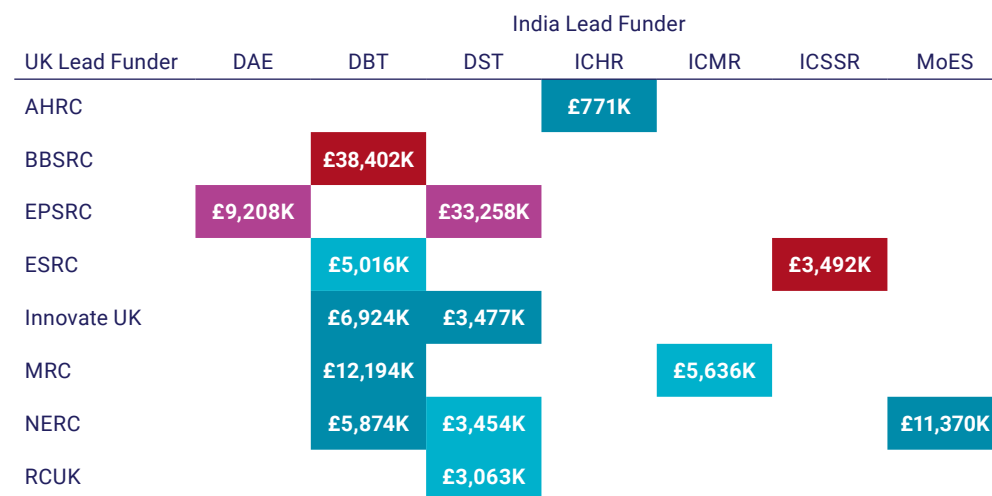 India Lead Funder
UK Lead Funder DAE DBT DST ICHR ICMR ICSSR MoES
AHRC £771K
BBSRC £38,402K
EPSRC £9,208K £33,258K
ESRC £5,016K £3,492K
Innovate UK £6,924K £3,477K
MRC £12,194K £5,636K
NERC £5,874K £3,454K £11,370K
RCUK £3,063K